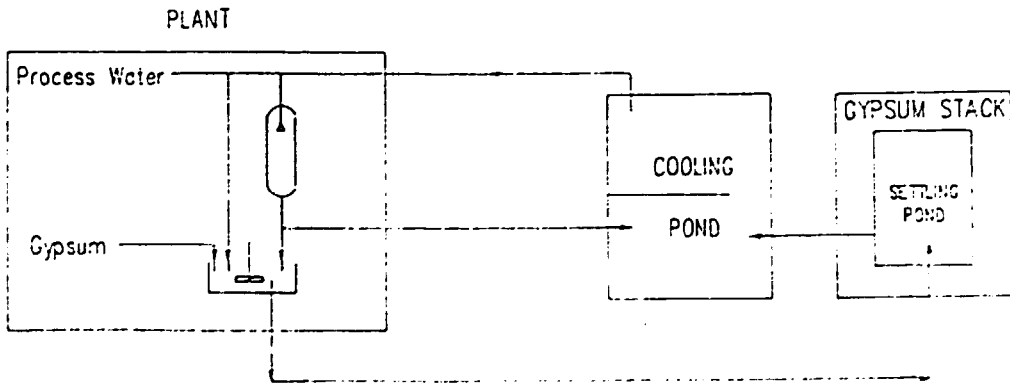 PLANT
Process Water
GYPSUM STACK
COOLING
SETTLING
POND
POND
Gypsum